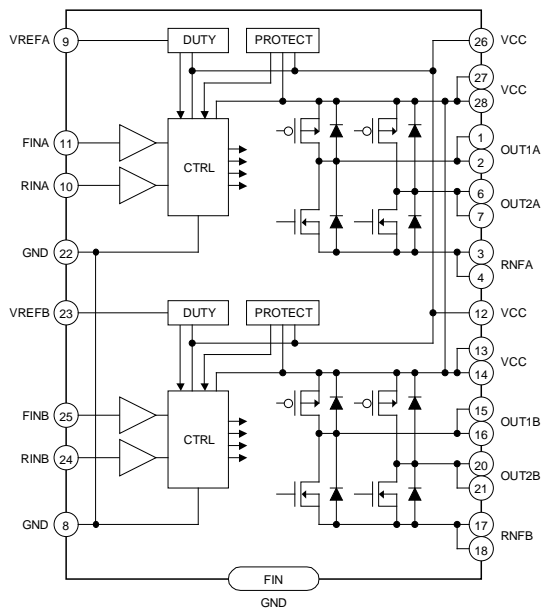 VREFA 9 DUTY PROTECT 26 VCC
27
VCC
28
FINA 11 1
CTRL OUT1A
RINA 10 2
6
OUT2A
7
GND 22 3
RNFA
4
VREFB 23 DUTY PROTECT 12 VCC
13
VCC
14
FINB 25 15
CTRL OUT1B
RINB 24 16
20
OUT2B
21
GND 8 17
RNFB
18
FIN
GND